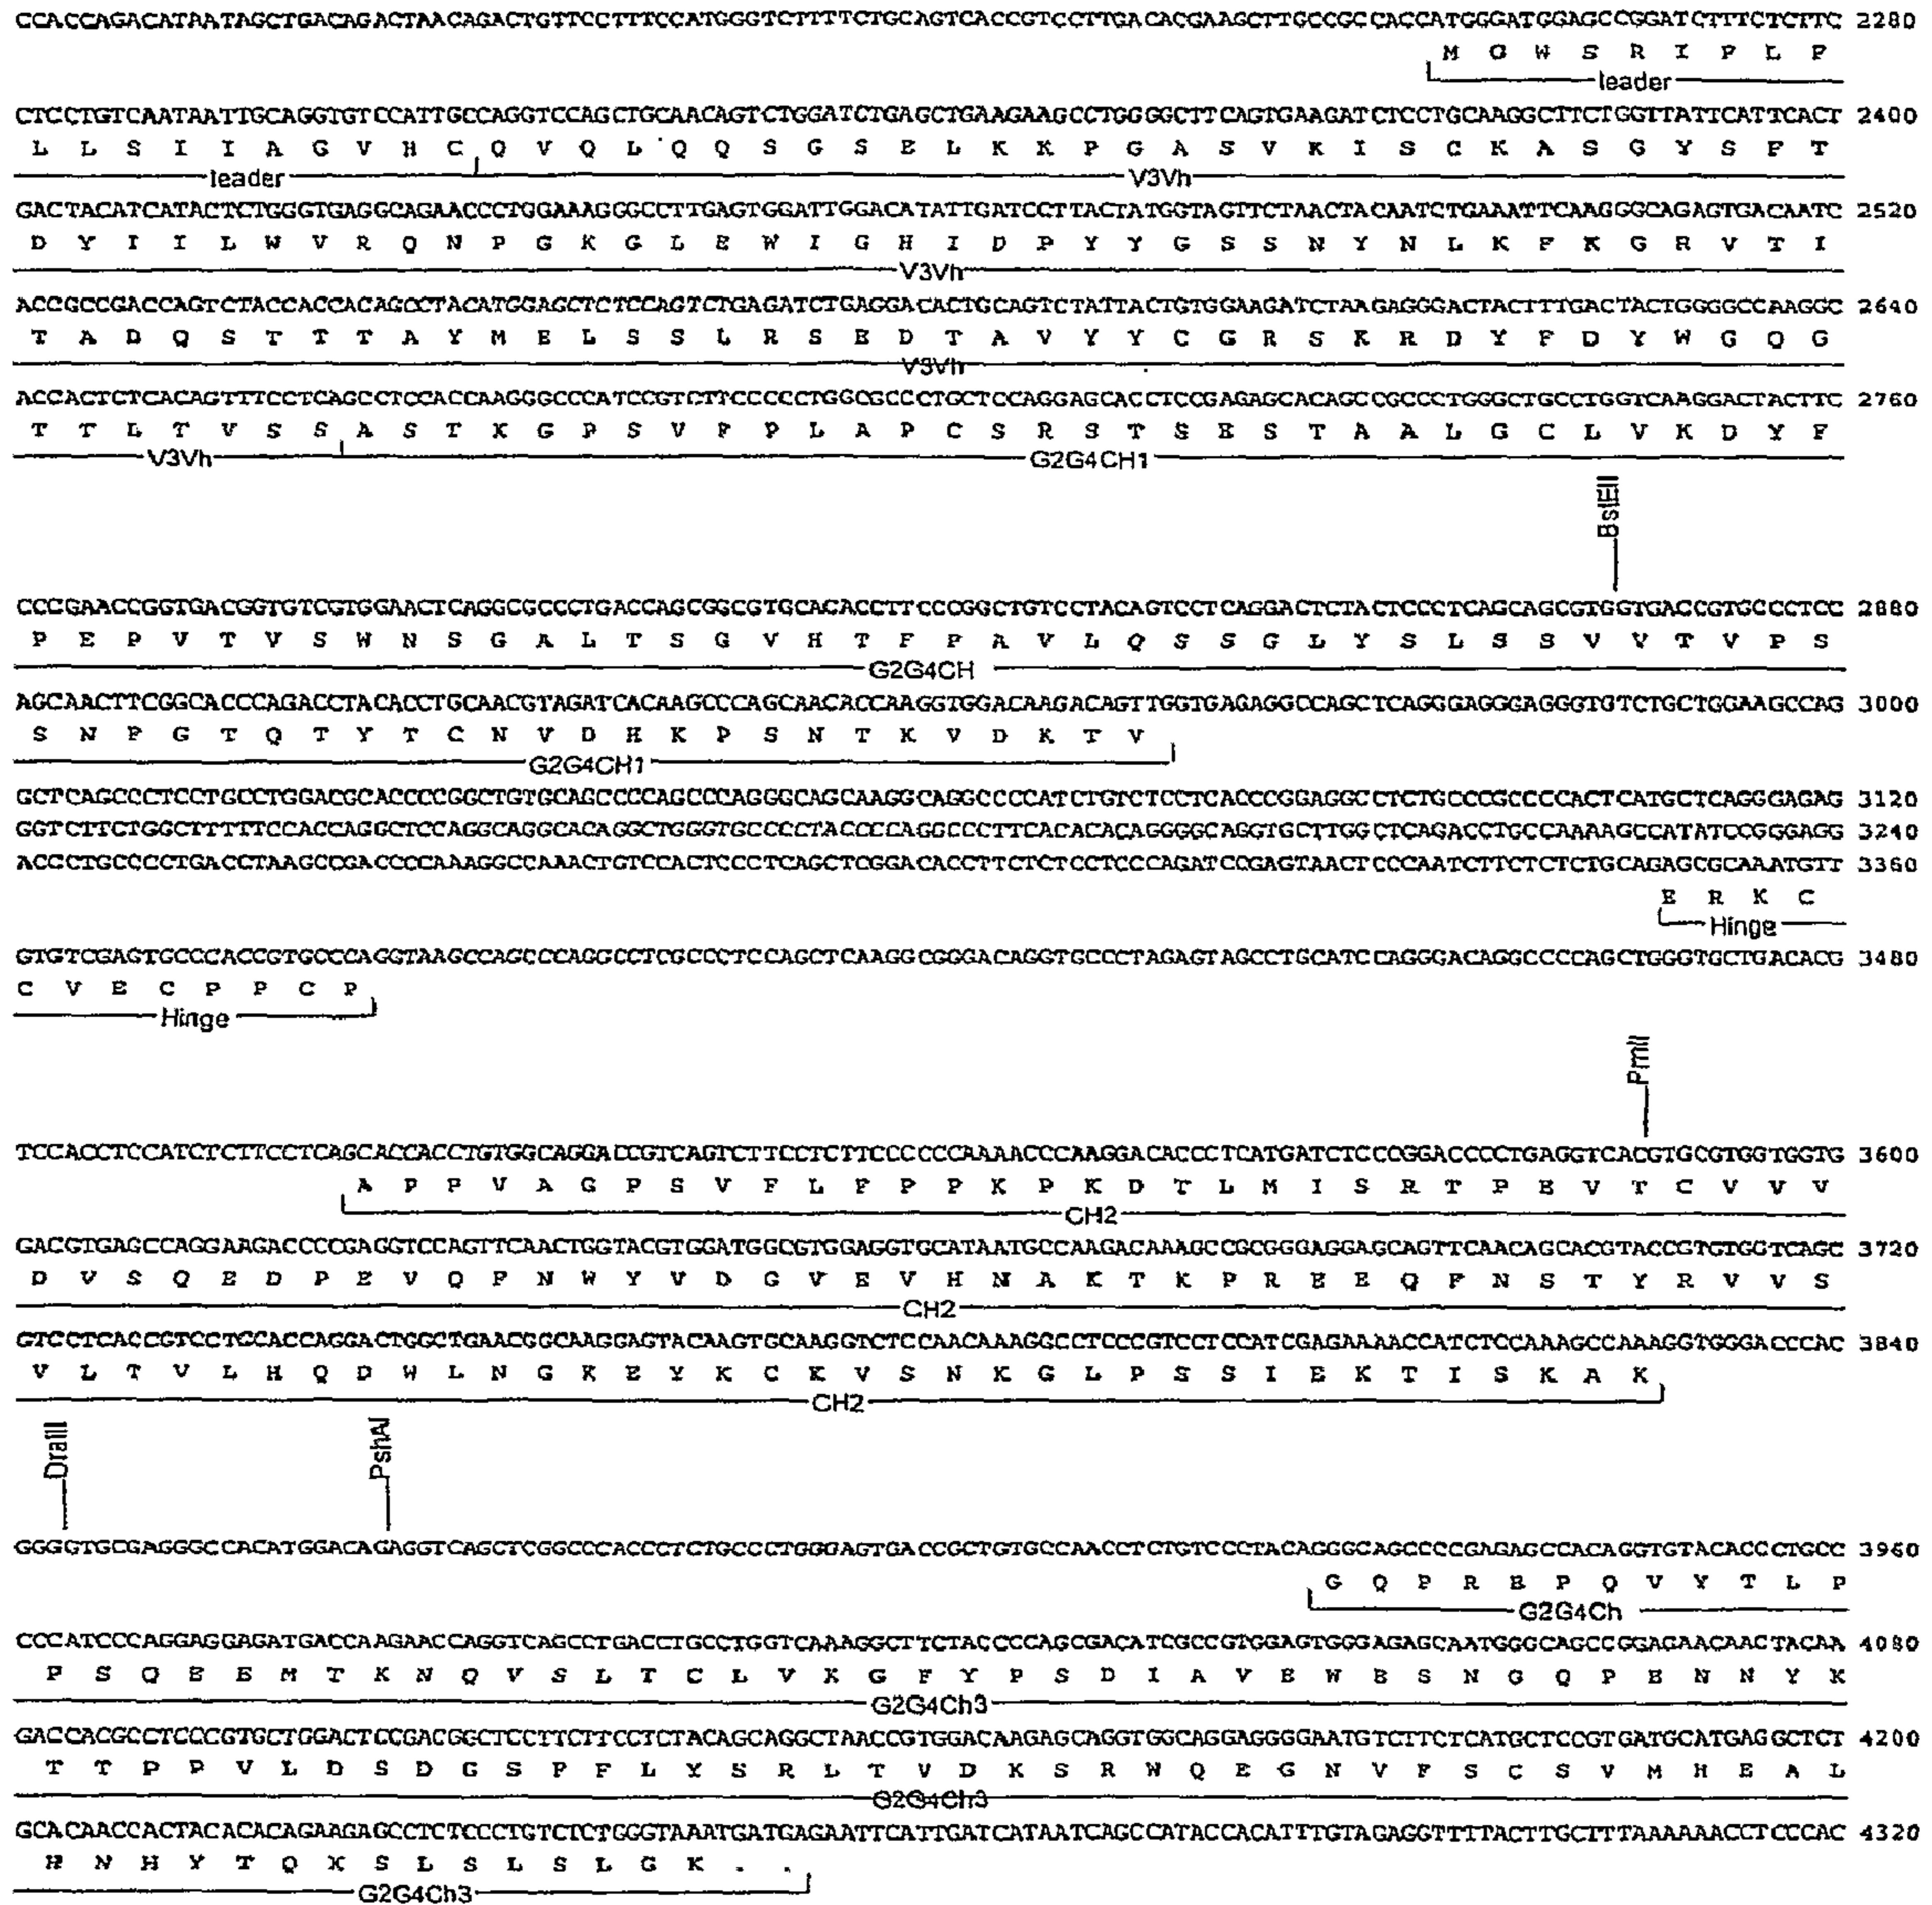 CCACCAGACATAATAGCTGACAGACTAACAGACTGTTCCTTTCCATGGGTCTTTTCTGCAGTCACCGTCCTTGACACGAAGCTTGCCGCCACCATGGGATGGAGCCGGATCTTTCTCTTC 2280
M G W S R I F L F
leader
CTCCTGTCAATAATTGCAGGTGTCCATTGCCAGGTCCAGCTGCAACAGTCTGGATCTGAGCTGAAGAAGCCTGGGGCTTCAGTGAAGATCTCCTGCAAGGCTTCTGGTTATTCATTCACT 2400
L L S I I A G V H C Q V Q L Q Q S G S E L K K P G A S V K I S C K A S G Y S F T
leader V3Vh
GACTACATCATACTCTGGGTGAGGCAGAACCCTGGAAAGGGCCTTGAGTGGATTGGACATATTGATCCTTACTATGGTAGTTCTAACTACAATCTGAAATTCAAGGGCAGAGTGACAATC 2520
D Y I I L W V R Q N P G K G L E W I G H I D P Y Y G S S N Y N L K F K G R V T I
V3Vh
ACCGCCGACCAGTCTACCACCACAGCCTACATGGAGCTCTCCAGTCTGAGATCTGAGGACACTGCAGTCTATTACTGTGGAAGATCTAAGAGGGACTACTTTGACTACTGGGGCCAAGGC 2640
T A D Q S T T T A Y M E L S S L R S E D T A V Y Y C G R S K R D Y F D Y W G Q G
V3Vh
ACCACTCTCACAGTTTCCTCAGCCTCCACCAAGGGCCCATCCGTCTTCCCCCTGGCGCCCTGCTCCAGGAGCACCTCCGAGAGCACAGCCGCCCTGGGCTGCCTGGTCAAGGACTACTTC 2760
T T L T V S S A S T K G P S V F P L A P C S R S T S E S T A A L G C L V K D Y F
V3Vh G2G4CH1
BstEII
CCCGAACCGGTGACGGTGTCGTGGAACTCAGGCGCCCTGACCAGCGGCGTGCACACCTTCCCGGCTGTCCTACAGTCCTCAGGACTCTACTCCCTCAGCAGCGTGGTGACCGTGCCCTCC 2880
P E P V T V S W N S G A L T S G V H T F P A V L Q S S G L Y S L S S V V T V P S
G2G4CH
AGCAACTTCGGCACCCAGACCTACACCTGCAACGTAGATCACAAGCCCAGCAACACCAAGGTGGACAAGACAGTTGGTGAGAGGCCAGCTCAGGGAGGGAGGGTGTCTGCTGGAAGCCAG 3000
S N F G T Q T Y T C N V D H K P S N T K V D K T V
G2G4CH1
GCTCAGCCCTCCTGCCTGGACGCACCCCGGCTGTGCAGCCCCAGCCCAGGGCAGCAAGGCAGGCCCCATCTGTCTCCTCACCCGGAGGCCTCTGCCCGCCCCACTCATGCTCAGGGAGAG 3120
GGTCTTCTGGCTTTTTCCACCAGGCTCCAGGCAGGCACAGGCTGGGTGCCCCTACCCCAGGCCCTTCACACACAGGGGCAGGTGCTTGGCTCAGACCTGCCAAAAGCCATATCCGGGAGG 3240
ACCCTGCCCCTGACCTAAGCCGACCCCAAAGGCCAAACTGTCCACTCCCTCAGCTCGGACACCTTCTCTCCTCCCAGATCCGAGTAACTCCCAATCTTCTCTCTGCAGAGCGCAAATGTT 3360
E R K C
Hinge
GTGTCGAGTGCCCACCGTGCCCAGGTAAGCCAGCCCAGGCCTCGCCCTCCAGCTCAAGGCGGGACAGGTGCCCTAGAGTAGCCTGCATCCAGGGACAGGCCCCAGCTGGGTGCTGACACG 3480
C V E C P P C P
Hinge
PmlI
TCCACCTCCATCTCTTCCTCAGCACCACCTGTGGCAGGACCGTCAGTCTTCCTCTTCCCCCCAAAACCCAAGGACACCCTCATGATCTCCCGGACCCCTGAGGTCACGTGCGTGGTGGTG 3600
A P P V A G P S V F L F P P K P K D T L M I S R T P E V T C V V V
CH2
GACGTGAGCCAGGAAGACCCCGAGGTCCAGTTCAACTGGTACGTGGATGGCGTGGAGGTGCATAATGCCAAGACAAAGCCGCGGGAGGAGCAGTTCAACAGCACGTACCGTGTGGTCAGC 3720
D V S Q E D P E V Q F N W Y V D G V E V H N A K T K P R E E Q F N S T Y R V V S
CH2
GTCCTCACCGTCCTGCACCAGGACTGGCTGAACGGCAAGGAGTACAAGTGCAAGGTCTCCAACAAAGGCCTCCCGTCCTCCATCGAGAAAACCATCTCCAAAGCCAAAGGTGGGACCCAC 3840
V L T V L H Q D W L N G K E Y K C K V S N K G L P S S I E K T I S K A K
CH2
DraIII PshAI
GGGGTGCGAGGGCCACATGGACAGAGGTCAGCTCGGCCCACCCTCTGCCCTGGGAGTGACCGCTGTGCCAACCTCTGTCCCTACAGGGCAGCCCCGAGAGCCACAGGTGTACACCCTGCC 3960
G Q P R E P Q V Y T L P
G2G4Ch
CCCATCCCAGGAGGAGATGACCAAGAACCAGGTCAGCCTGACCTGCCTGGTCAAAGGCTTCTACCCCAGCGACATCGCCGTGGAGTGGGAGAGCAATGGGCAGCCGGAGAACAACTACAA 4080
P S Q E E M T K N Q V S L T C L V K G F Y P S D I A V E W E S N G Q P E N N Y K
G2G4Ch3
GACCACGCCTCCCGTGCTGGACTCCGACGGCTCCTTCTTCCTCTACAGCAGGCTAACCGTGGACAAGAGCAGGTGGCAGGAGGGGAATGTCTTCTCATGCTCCGTGATGCATGAGGCTCT 4200
T T P P V L D S D G S F F L Y S R L T V D K S R W Q E G N V F S C S V M H E A L
G2G4Ch3
GCACAACCACTACACACAGAAGAGCCTCTCCCTGTCTCTGGGTAAATGATGAGAATTCATTGATCATAATCAGCCATACCACATTTGTAGAGGTTTTACTTGCTTTAAAAAACCTCCCAC 4320
H N H Y T Q K S L S L S L G K . .
G2G4Ch3